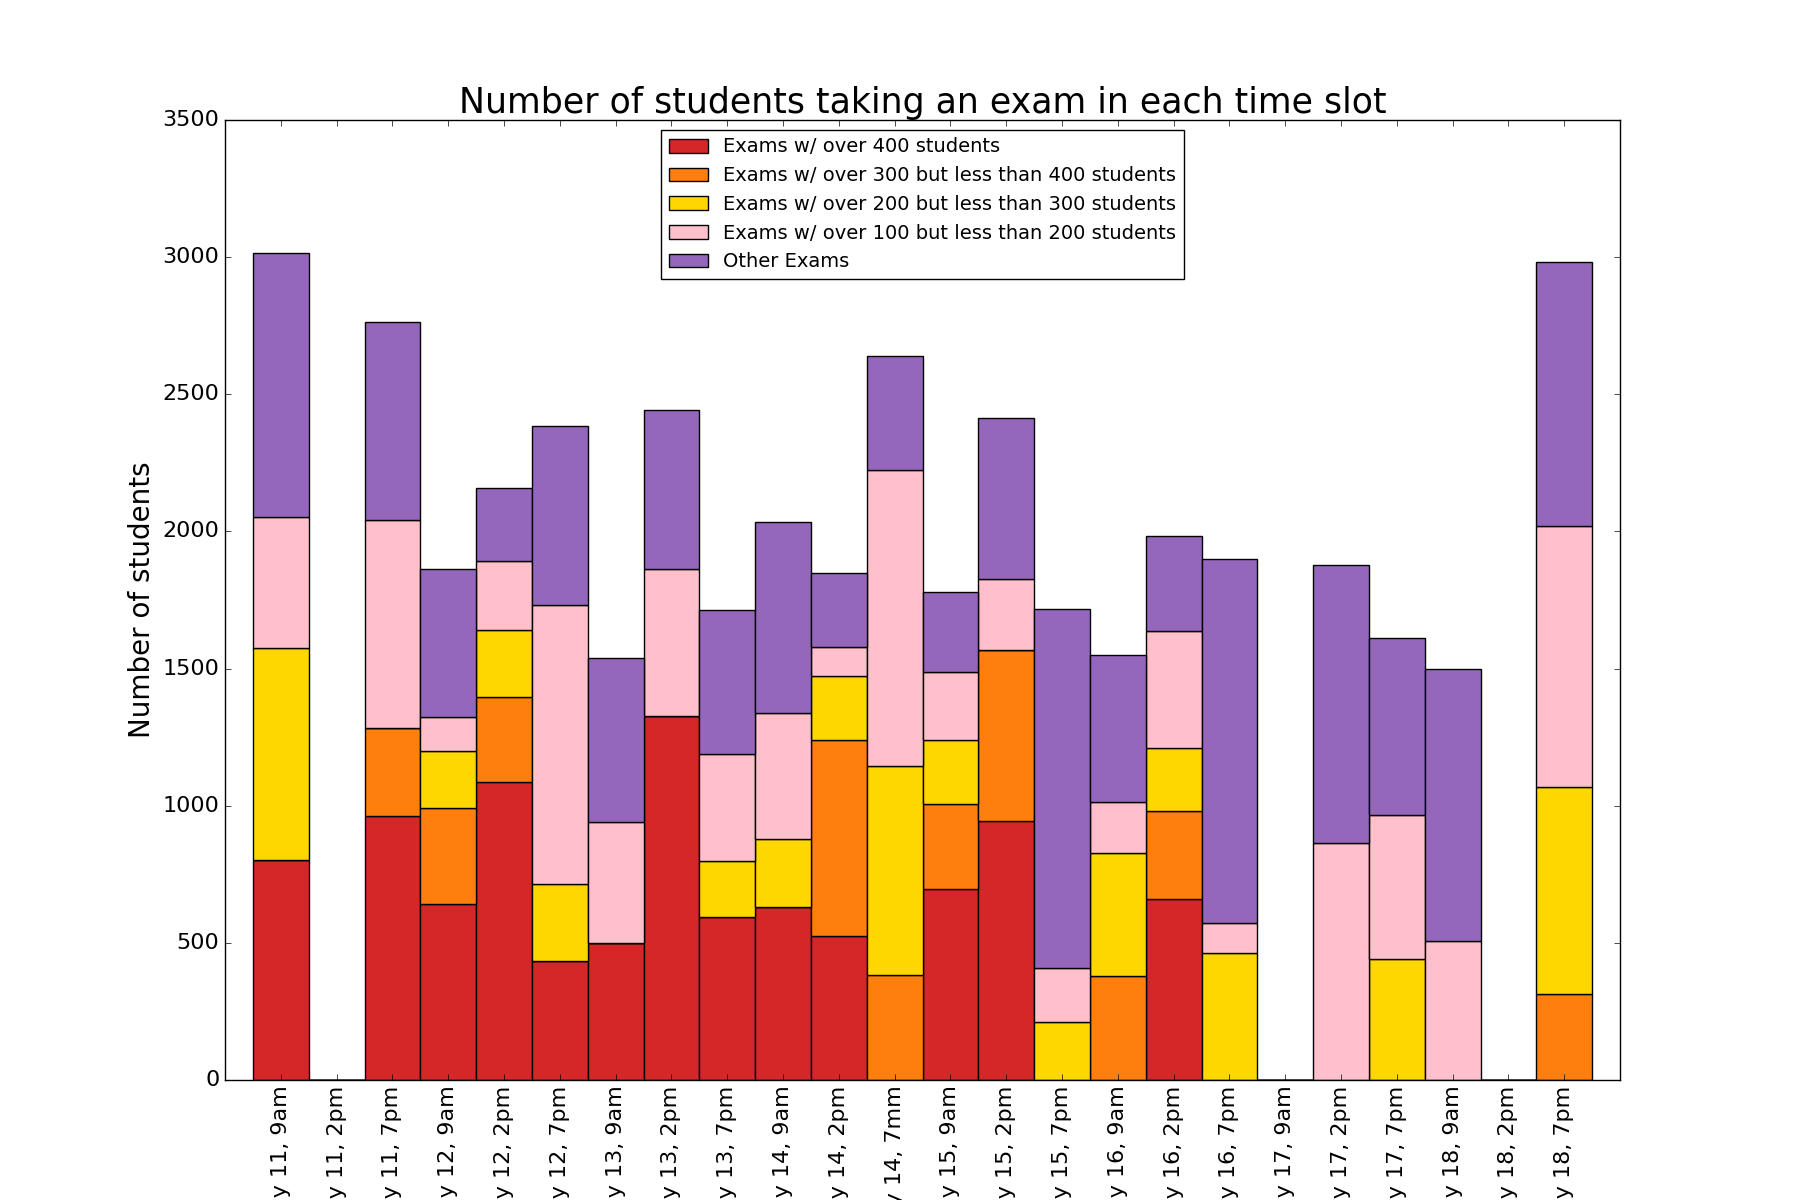 Number of students taking an exam in each time slot
Exams w/ over 400 students
Exams w/ over 300 but less than 400 students
Exams w/ over 200 but less than 300 students
Exams w/ over 100 but less than 200 students
Other Exams
3500
3000
2500
2000
1500
1000
500
0
Number of students
y 11, 9am
y 11, 2pm
y 11, 7pm
y 12, 9am
y 12, 2pm
y 12, 7pm
y 13, 9am
y 13, 2pm
y 13, 7pm
y 14, 9am
y 14, 2pm
y 14, 7mm
y 15, 9am
y 15, 2pm
y 15, 7pm
y 16, 9am
y 16, 2pm
y 16, 7pm
y 17, 9am
y 17, 2pm
y 17, 7pm
y 18, 9am
y 18, 2pm
y 18, 7pm